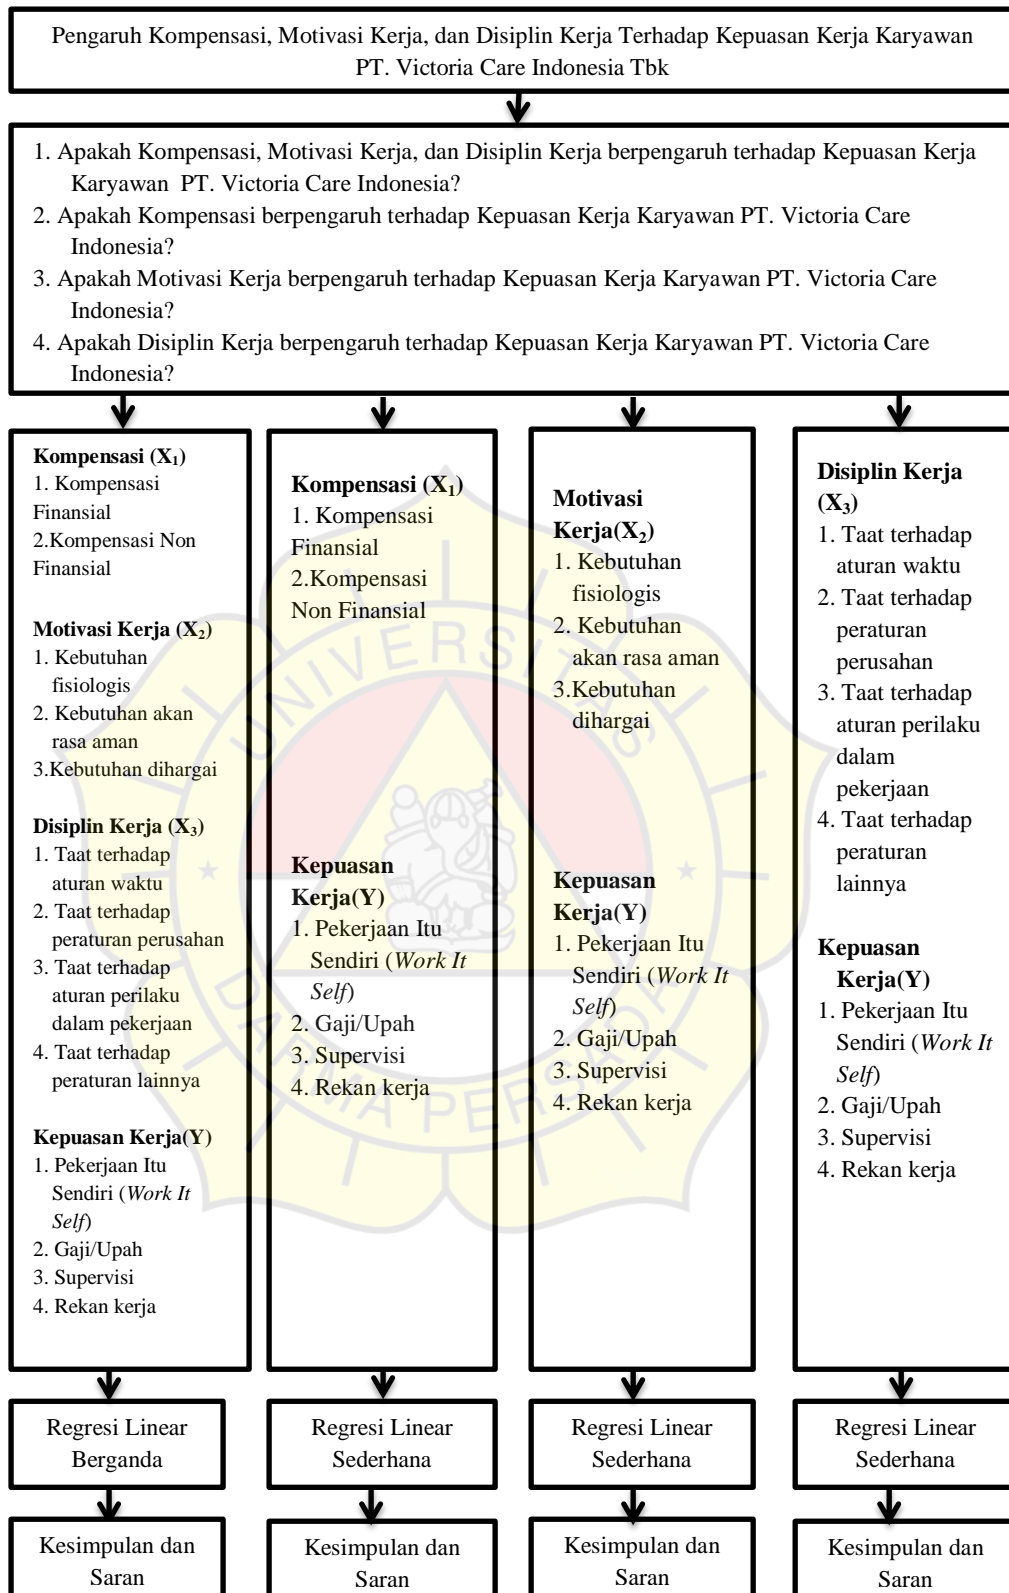 Pengaruh Kompensasi, Motivasi Kerja, dan Disiplin Kerja Terhadap Kepuasan Kerja Karyawan
PT. Victoria Care Indonesia Tbk
1. Apakah Kompensasi, Motivasi Kerja, dan Disiplin Kerja berpengaruh terhadap Kepuasan Kerja
Karyawan PT. Victoria Care Indonesia?
2. Apakah Kompensasi berpengaruh terhadap Kepuasan Kerja Karyawan PT. Victoria Care
Indonesia?
3. Apakah Motivasi Kerja berpengaruh terhadap Kepuasan Kerja Karyawan PT. Victoria Care
Indonesia?
4. Apakah Disiplin Kerja berpengaruh terhadap Kepuasan Kerja Karyawan PT. Victoria Care
Indonesia?
Kompensasi (X₁)
1. Kompensasi
Finansial
2.Kompensasi Non
Finansial
Motivasi Kerja (X₂)
1. Kebutuhan
fisiologis
2. Kebutuhan akan
rasa aman
3.Kebutuhan dihargai
Disiplin Kerja (X₃)
1. Taat terhadap
aturan waktu
2. Taat terhadap
peraturan perusahan
3. Taat terhadap
aturan perilaku
dalam pekerjaan
4. Taat terhadap
peraturan lainnya
Kepuasan Kerja(Y)
1. Pekerjaan Itu
Sendiri (Work It
Self)
2. Gaji/Upah
3. Supervisi
4. Rekan kerja
Kompensasi (X₁)
1. Kompensasi
Finansial
2.Kompensasi
Non Finansial
Kepuasan
Kerja(Y)
1. Pekerjaan Itu
Sendiri (Work It
Self)
2. Gaji/Upah
3. Supervisi
4. Rekan kerja
Motivasi
Kerja(X₂)
1. Kebutuhan
fisiologis
2. Kebutuhan
akan rasa aman
3.Kebutuhan
dihargai
Kepuasan
Kerja(Y)
1. Pekerjaan Itu
Sendiri (Work It
Self)
2. Gaji/Upah
3. Supervisi
4. Rekan kerja
Disiplin Kerja
(X₃)
1. Taat terhadap
aturan waktu
2. Taat terhadap
peraturan
perusahan
3. Taat terhadap
aturan perilaku
dalam
pekerjaan
4. Taat terhadap
peraturan
lainnya
Kepuasan
Kerja(Y)
1. Pekerjaan Itu
Sendiri (Work It
Self)
2. Gaji/Upah
3. Supervisi
4. Rekan kerja
UNIVERSITAS
DARMA PERSADA
Regresi Linear
Berganda
Regresi Linear
Sederhana
Regresi Linear
Sederhana
Regresi Linear
Sederhana
Kesimpulan dan
Saran
Kesimpulan dan
Saran
Kesimpulan dan
Saran
Kesimpulan dan
Saran